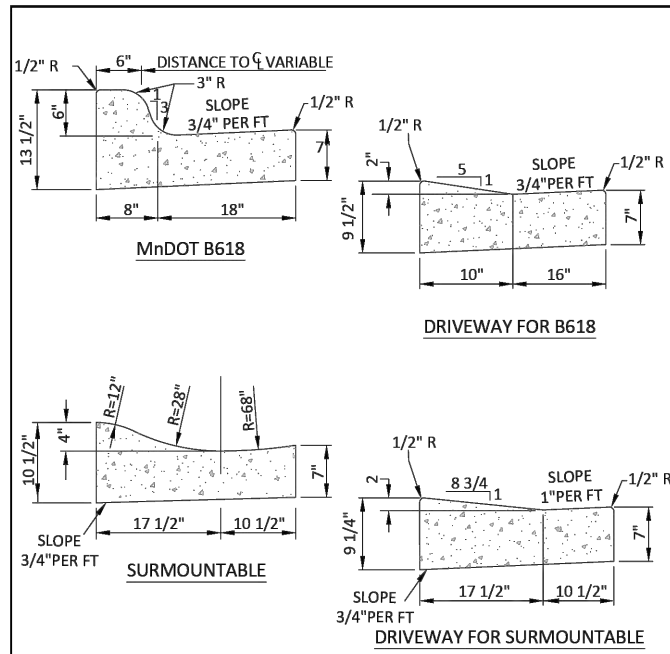 6"
DISTANCE TO ℄ VARIABLE
1/2" R
3" R
1
3
SLOPE
3/4" PER FT
1/2" R
6"
13 1/2"
7"
8"
18"
MnDOT B618
1/2" R
2"
5
1
SLOPE
3/4"PER FT
1/2" R
9 1/2"
7"
10"
16"
DRIVEWAY FOR B618
R=12"
R=28"
R=68"
4"
10 1/2"
7"
17 1/2"
10 1/2"
SLOPE
3/4"PER FT
SURMOUNTABLE
1/2" R
2
8 3/4
1
SLOPE
1"PER FT
1/2" R
9 1/4"
7"
17 1/2"
10 1/2"
SLOPE
3/4"PER FT
DRIVEWAY FOR SURMOUNTABLE